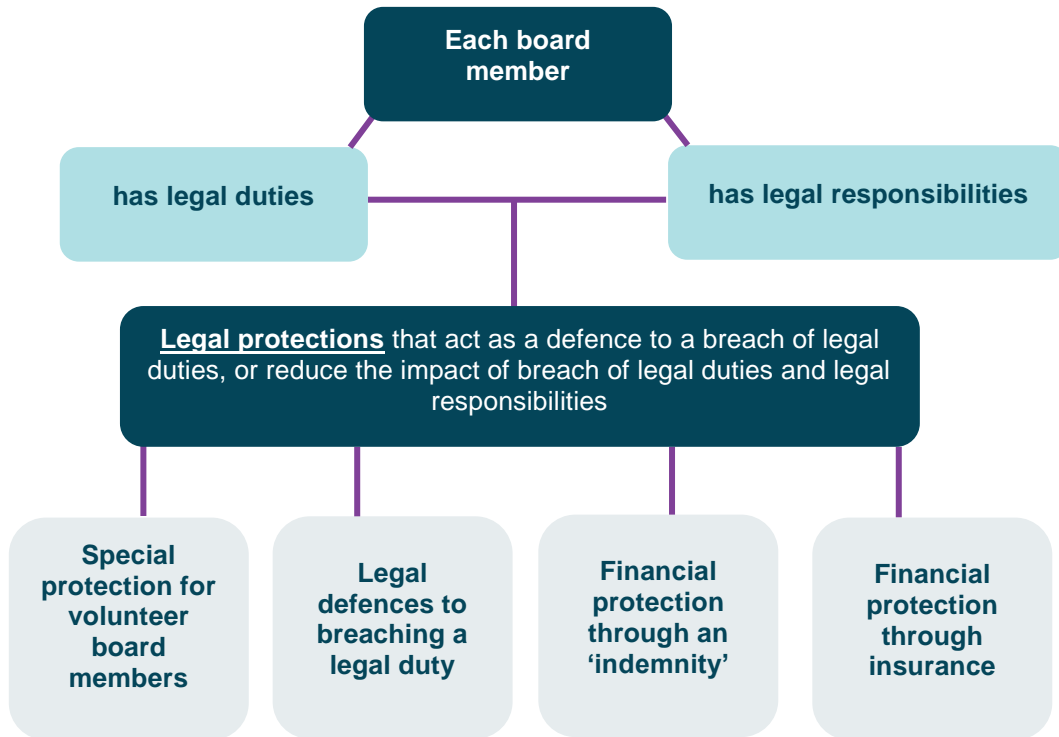 Each board
member
has legal duties
has legal responsibilities
Legal protections that act as a defence to a breach of legal
duties, or reduce the impact of breach of legal duties and legal
responsibilities
Special
protection for
volunteer
board
members
Legal
defences to
breaching a
legal duty
Financial
protection
through an
‘indemnity’
Financial
protection
through
insurance